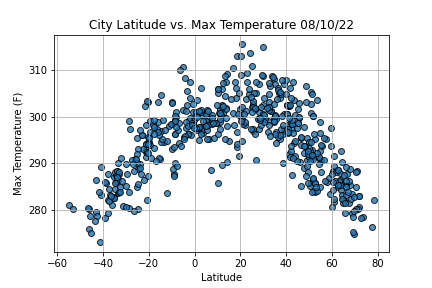 City Latitude vs. Max Temperature 08/10/22
Max Temperature (F)
310
300
290
280
−60 −40 −20 0 20 40 60 80
Latitude